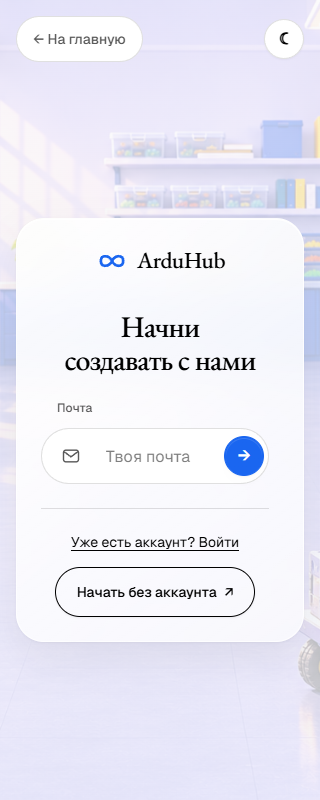 ← На главную
ArduHub
Начни
создавать с нами
Почта
Твоя почта
Уже есть аккаунт? Войти
Начать без аккаунта ↗